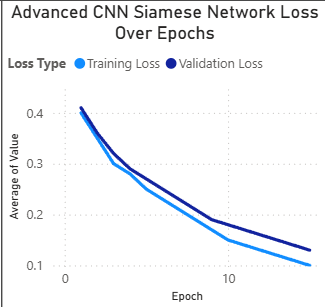 Advanced CNN Siamese Network Loss
Over Epochs
Loss Type Training Loss Validation Loss
Average of Value
0.4
0.3
0.2
0.1
0 10
Epoch